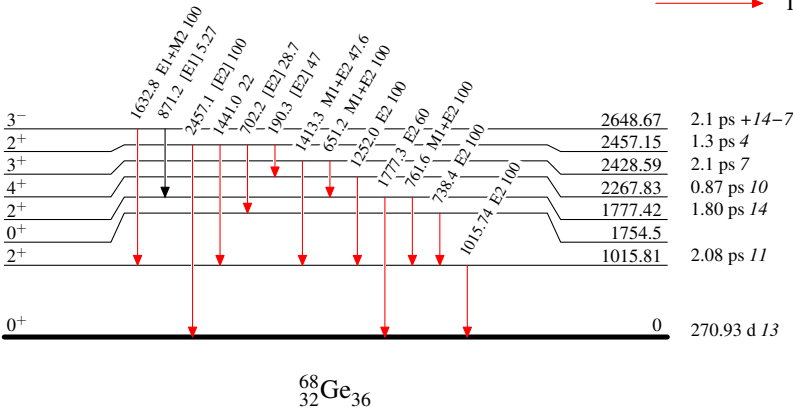 I
1632.8 E1+M2 100
871.2 [E1] 5.27
2457.1 [E2] 100
1441.0 22
702.2 [E2] 28.7
190.3 [E2] 47
1413.3 M1+E2 47.6
651.2 M1+E2 100
1252.0 E2 100
1777.3 E2 60
761.6 M1+E2 100
738.4 E2 100
1015.74 E2 100
3⁻ 2648.67 2.1 ps +14−7
2⁺ 2457.15 1.3 ps 4
3⁺ 2428.59 2.1 ps 7
4⁺ 2267.83 0.87 ps 10
2⁺ 1777.42 1.80 ps 14
0⁺ 1754.5
2⁺ 1015.81 2.08 ps 11
0⁺ 0 270.93 d 13
⁶⁸₃₂Ge₃₆